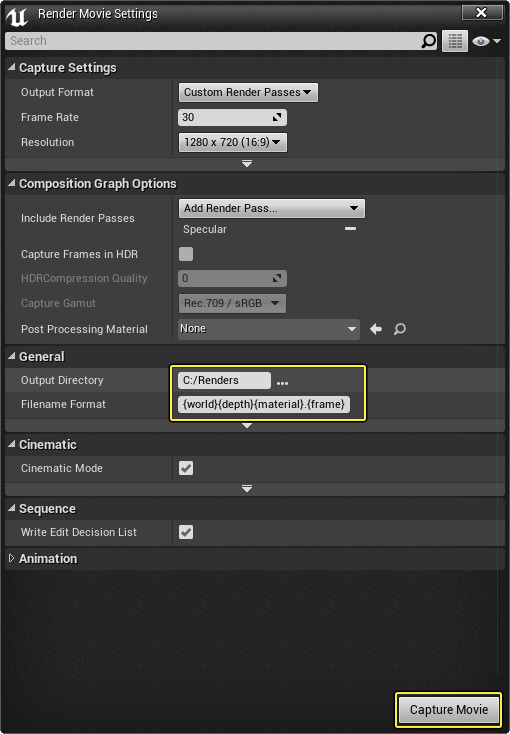 Render Movie Settings
Search
Capture Settings
Output Format Custom Render Passes
Frame Rate 30
Resolution 1280 x 720 (16:9)
Composition Graph Options
Include Render Passes Add Render Pass...
Specular
Capture Frames in HDR
HDRCompression Quality 0
Capture Gamut Rec.709 / sRGB
Post Processing Material None
General
Output Directory C:/Renders ...
Filename Format {world}{depth}{material}.{frame}
Cinematic
Cinematic Mode
Sequence
Write Edit Decision List
Animation
Capture Movie